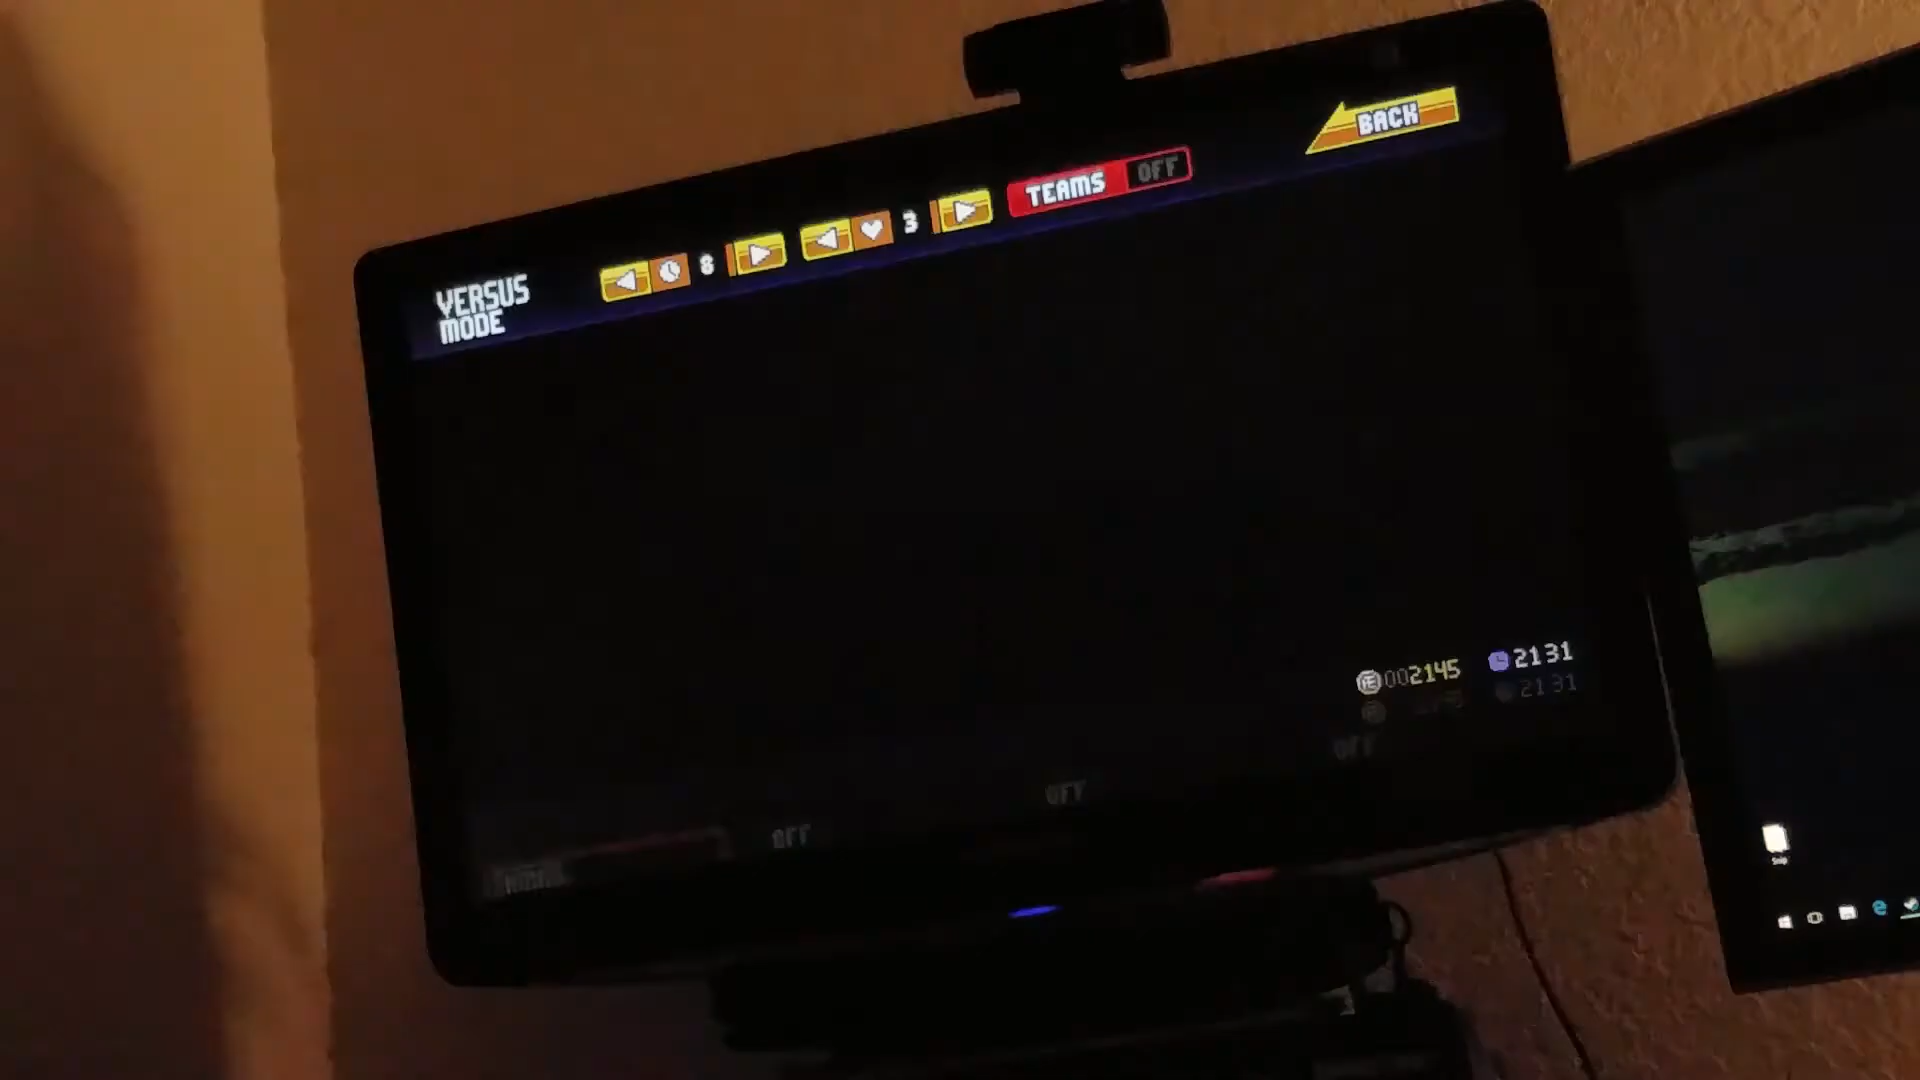 BACK
TEAMS OFF
8 3
VERSUS
MODE
002145 2131
2131
OFF
OFF
OFF